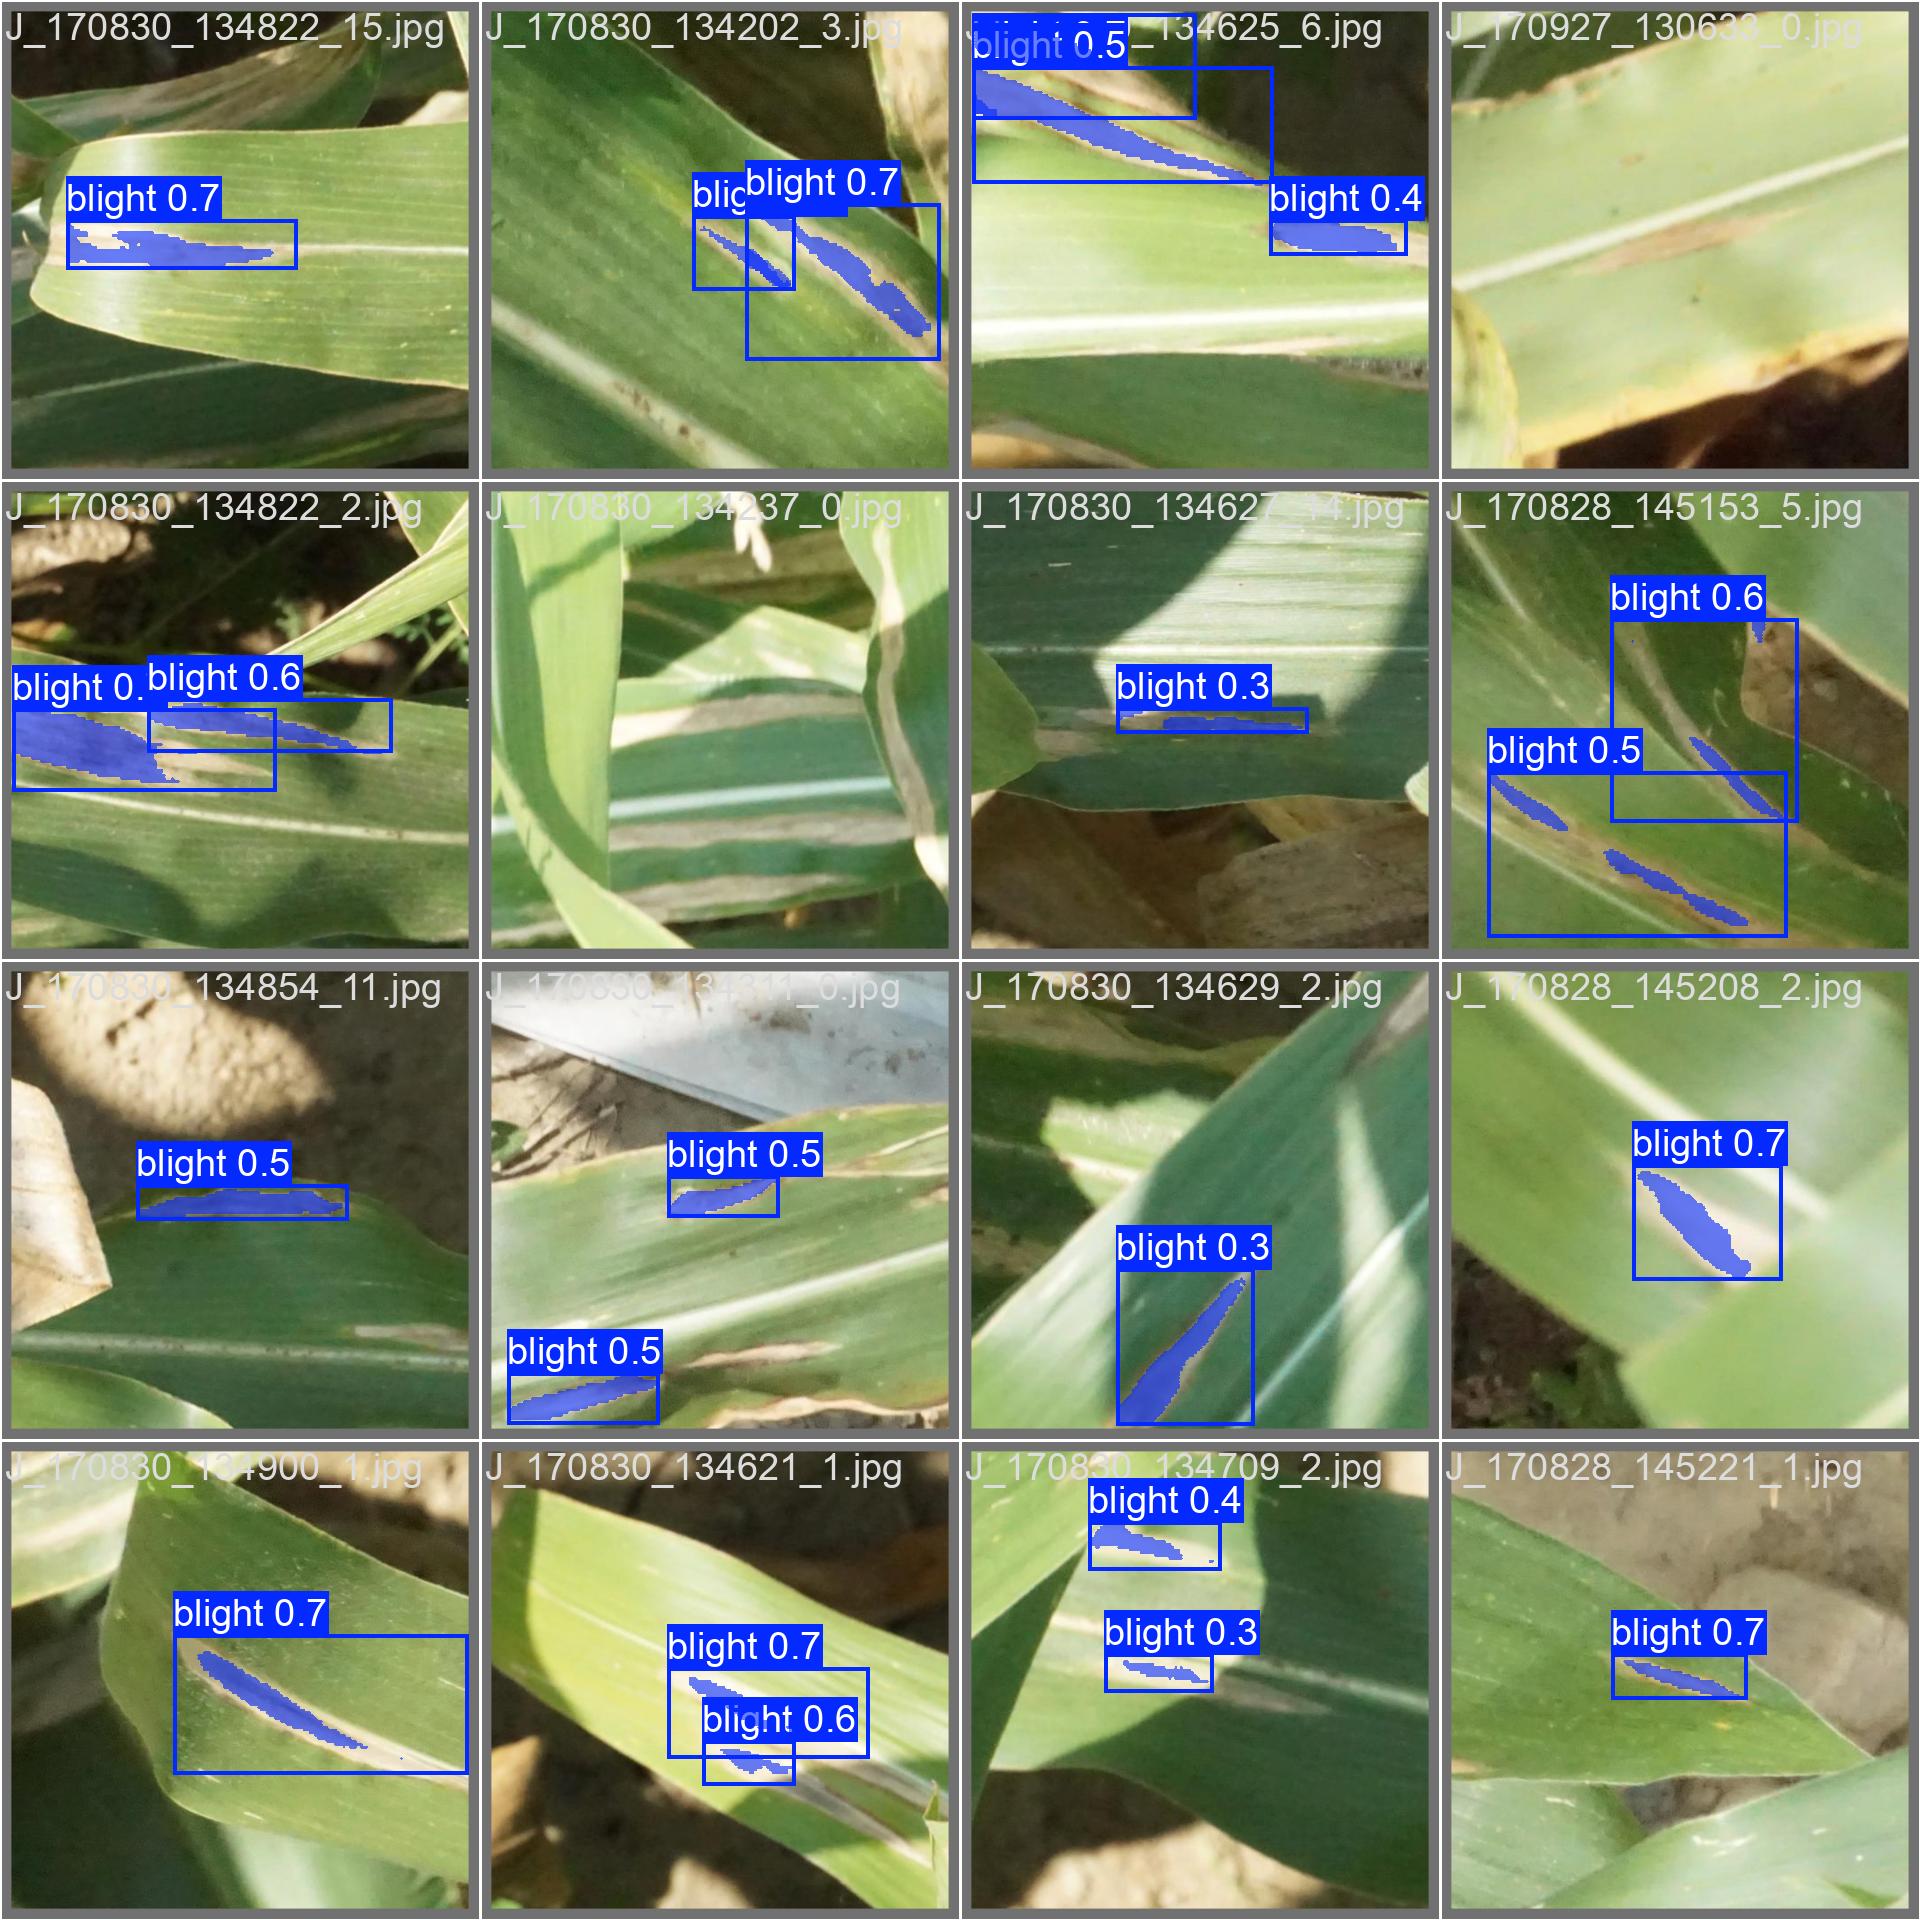 J_170830_134822_15.jpg
blight 0.7
J_170830_134202_3.jpg
blight 0.7
_134625_6.jpg
blight 0.5
blight 0.4
J_170927_130633_0.jpg
J_170830_134822_2.jpg
blight 0.
blight 0.6
J_170830_134237_0.jpg
J_170830_134627_14.jpg
blight 0.3
J_170828_145153_5.jpg
blight 0.6
blight 0.5
J_170830_134854_11.jpg
blight 0.5
blight 0.5
blight 0.5
J_170830_134629_2.jpg
blight 0.3
J_170828_145208_2.jpg
blight 0.7
J_170830_134900_1.jpg
blight 0.7
J_170830_134621_1.jpg
blight 0.7
blight 0.6
J_170830_134709_2.jpg
blight 0.4
blight 0.3
J_170828_145221_1.jpg
blight 0.7